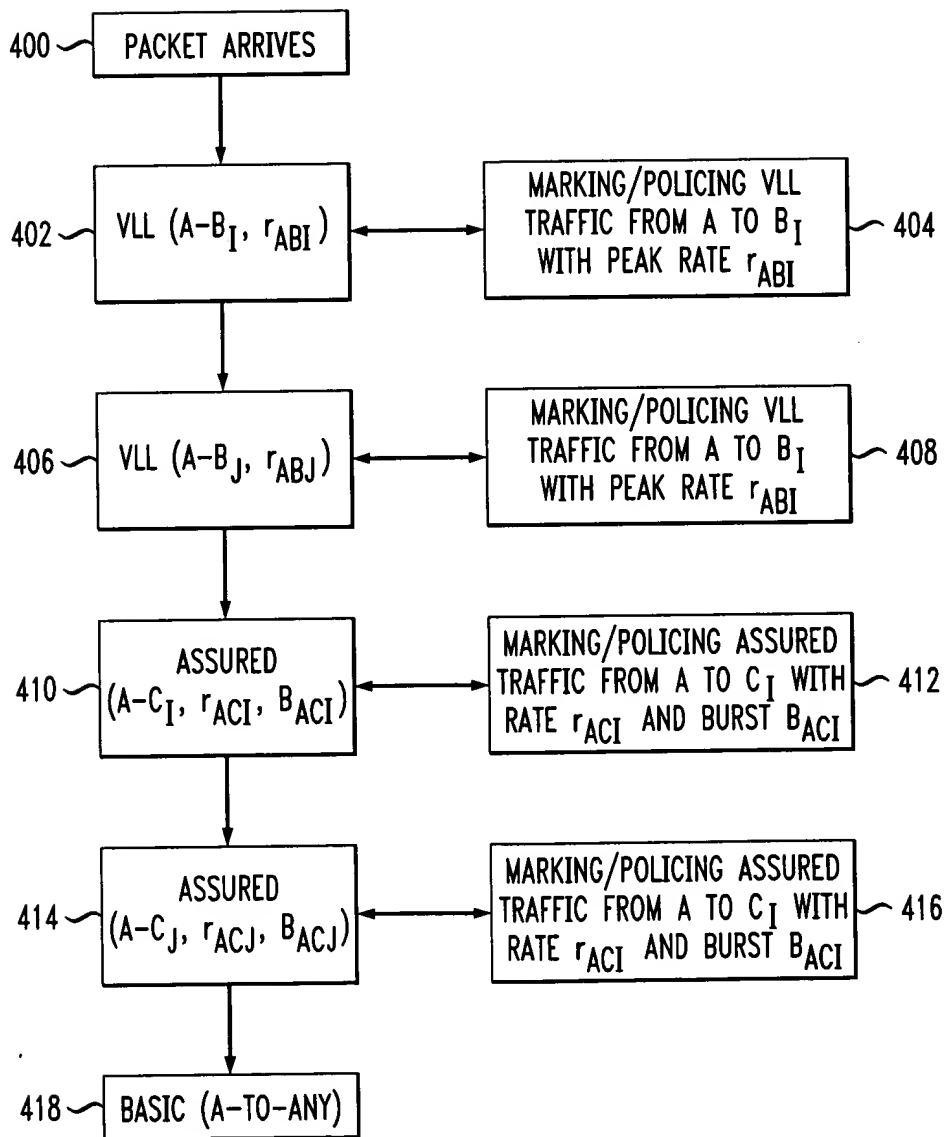 400
PACKET ARRIVES
402
VLL (A-B_I, r_ABI)
MARKING/POLICING VLL
TRAFFIC FROM A TO B_I
WITH PEAK RATE r_ABI
404
406
VLL (A-B_J, r_ABJ)
MARKING/POLICING VLL
TRAFFIC FROM A TO B_I
WITH PEAK RATE r_ABI
408
410
ASSURED
(A-C_I, r_ACI, B_ACI)
MARKING/POLICING ASSURED
TRAFFIC FROM A TO C_I WITH
RATE r_ACI AND BURST B_ACI
412
414
ASSURED
(A-C_J, r_ACJ, B_ACJ)
MARKING/POLICING ASSURED
TRAFFIC FROM A TO C_I WITH
RATE r_ACI AND BURST B_ACI
416
418
BASIC (A-TO-ANY)